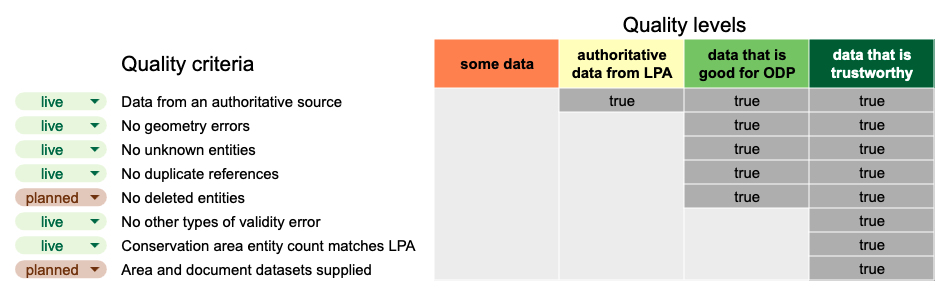 Quality levels
Quality criteria
some data
authoritative data from LPA
data that is good for ODP
data that is trustworthy
live Data from an authoritative source true true true
live No geometry errors true true
live No unknown entities true true
live No duplicate references true true
planned No deleted entities true true
live No other types of validity error true
live Conservation area entity count matches LPA true
planned Area and document datasets supplied true